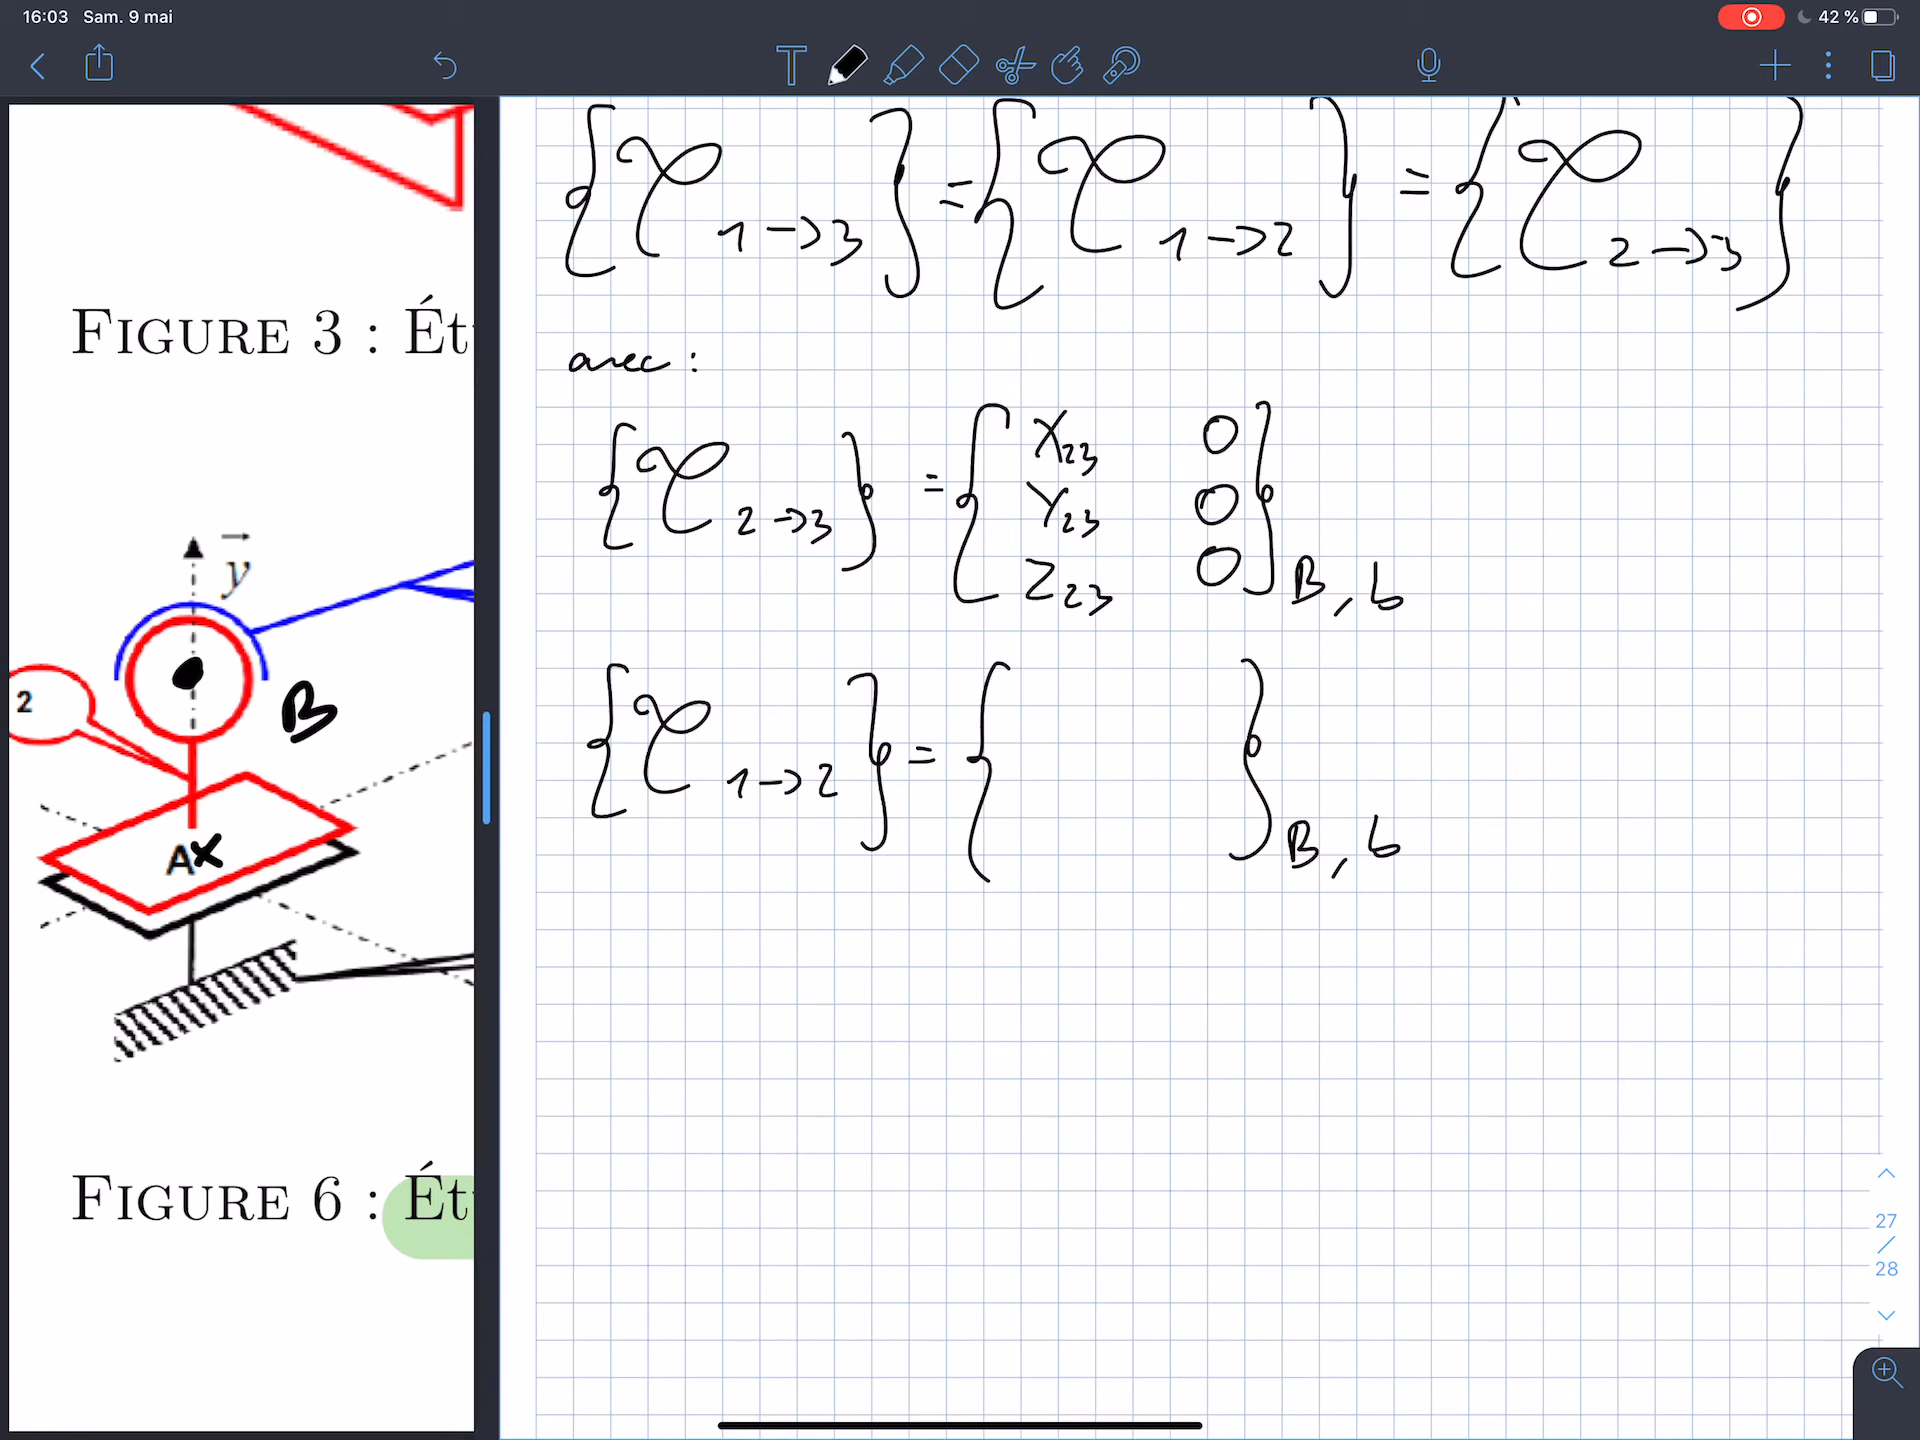 16:03 Sam. 9 mai
42 %
{𝒯 1→3} = {𝒯 1→2} = {𝒯 2→3}
FIGURE 3 : Ét
avec :
{𝒯 2→3} = { X23 0
Y23 0
Z23 0 } B, b
y
2
B
{𝒯 1→2} = { } B, b
A
FIGURE 6 : Ét
27
/
28